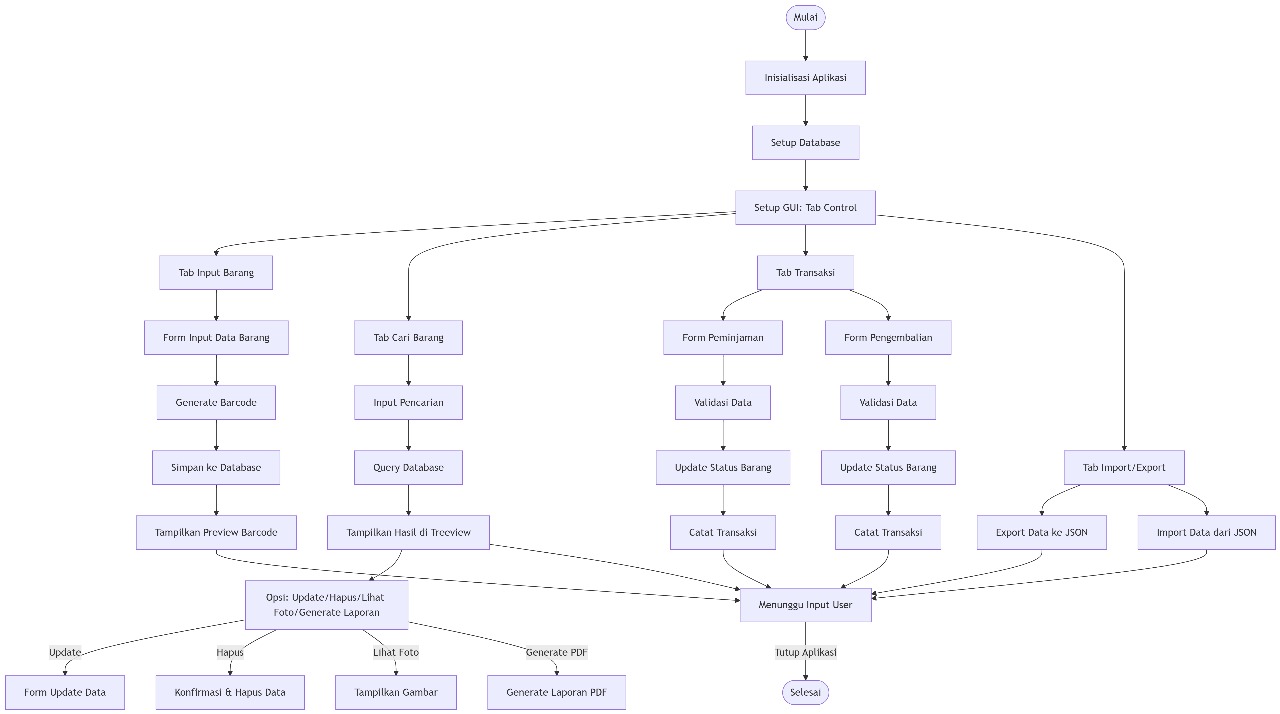 Mulai
Inisialisasi Aplikasi
Setup Database
Setup GUI: Tab Control
Tab Input Barang
Tab Transaksi
Form Input Data Barang
Tab Cari Barang
Form Peminjaman
Form Pengembalian
Generate Barcode
Input Pencarian
Validasi Data
Validasi Data
Simpan ke Database
Query Database
Update Status Barang
Update Status Barang
Tab Import/Export
Tampilkan Preview Barcode
Tampilkan Hasil di Treeview
Catat Transaksi
Catat Transaksi
Export Data ke JSON
Import Data dari JSON
Opsi: Update/Hapus/Lihat
Foto/Generate Laporan
Menunggu Input User
Update
Hapus
Lihat Foto
Generate PDF
Tutup Aplikasi
Form Update Data
Konfirmasi & Hapus Data
Tampilkan Gambar
Generate Laporan PDF
Selesai